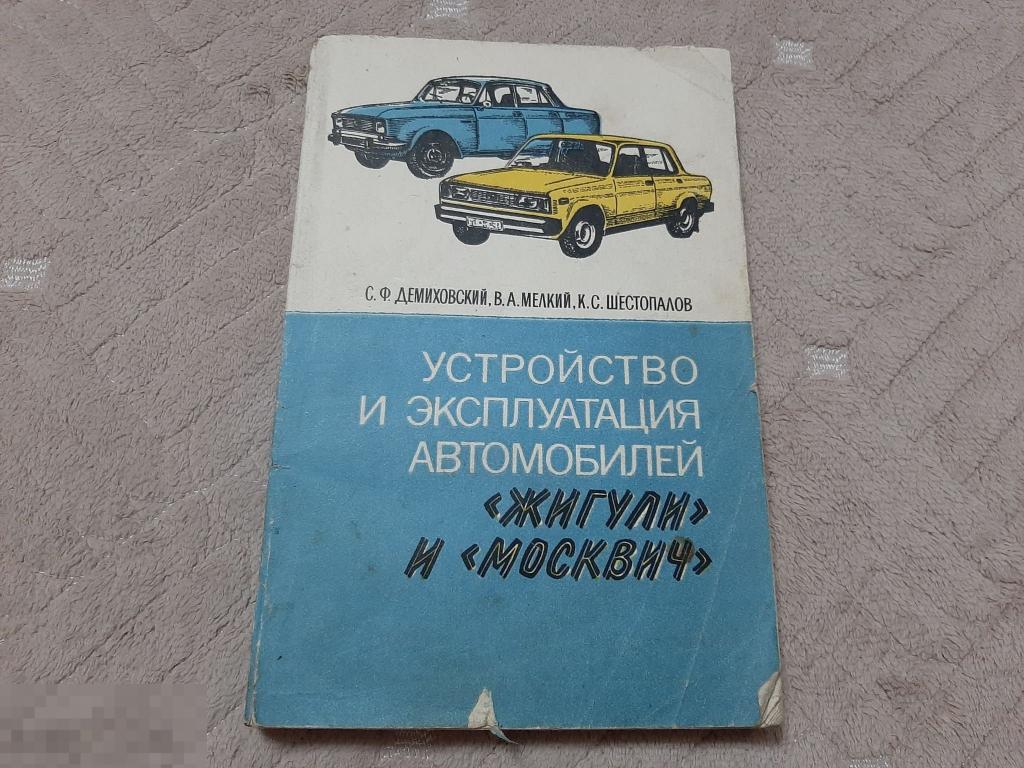 С. Ф. ДЕМИХОВСКИЙ, В. А. МЕЛКИЙ, К. С. ШЕСТОПАЛОВ
УСТРОЙСТВО
И ЭКСПЛУАТАЦИЯ
АВТОМОБИЛЕЙ
«ЖИГУЛИ»
И «МОСКВИЧ»